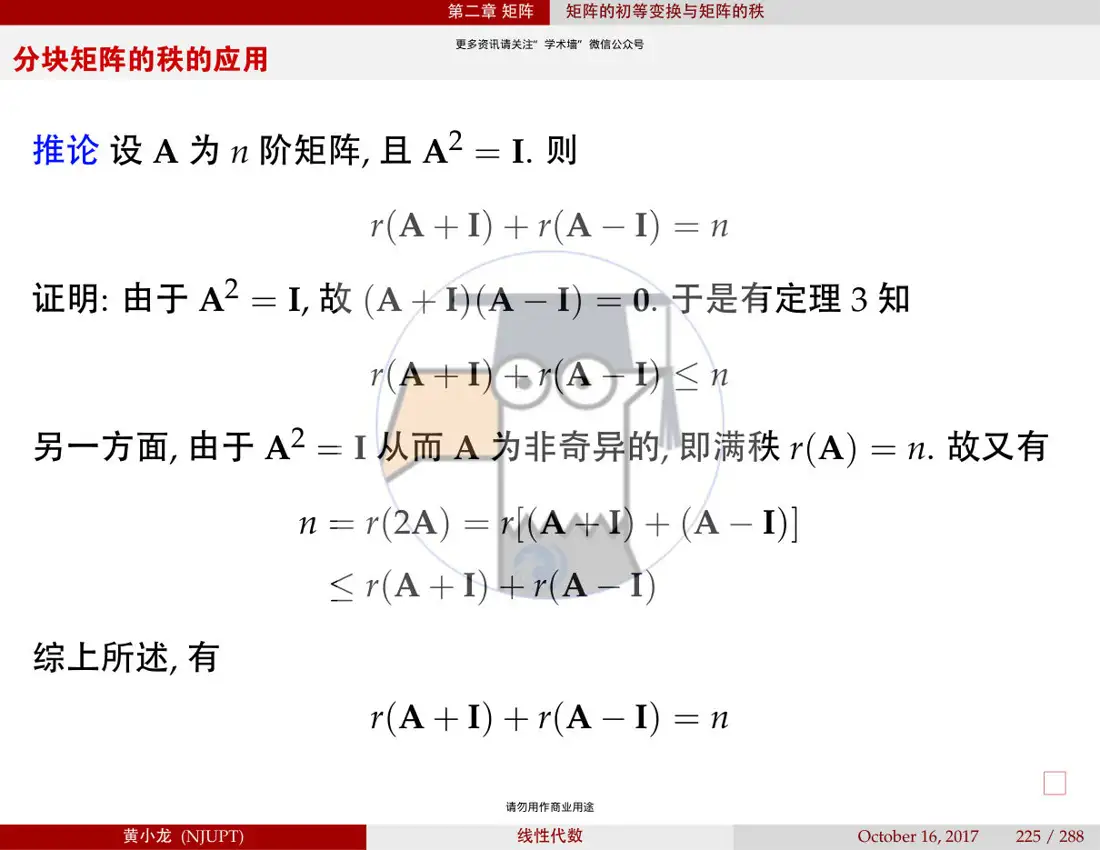 第二章 矩阵 矩阵的初等变换与矩阵的秩
更多资讯请关注“学术墙”微信公众号
分块矩阵的秩的应用
推论 设 A 为 n 阶矩阵, 且 A² = I. 则
r(A + I) + r(A − I) = n
证明: 由于 A² = I, 故 (A + I)(A − I) = 0. 于是有定理 3 知
r(A + I) + r(A − I) ≤ n
另一方面, 由于 A² = I 从而 A 为非奇异的, 即满秩 r(A) = n. 故又有
n = r(2A) = r[(A + I) + (A − I)]
≤ r(A + I) + r(A − I)
综上所述, 有
r(A + I) + r(A − I) = n
请勿用作商业用途
黄小龙 (NJUPT) 线性代数 October 16, 2017 225 / 288